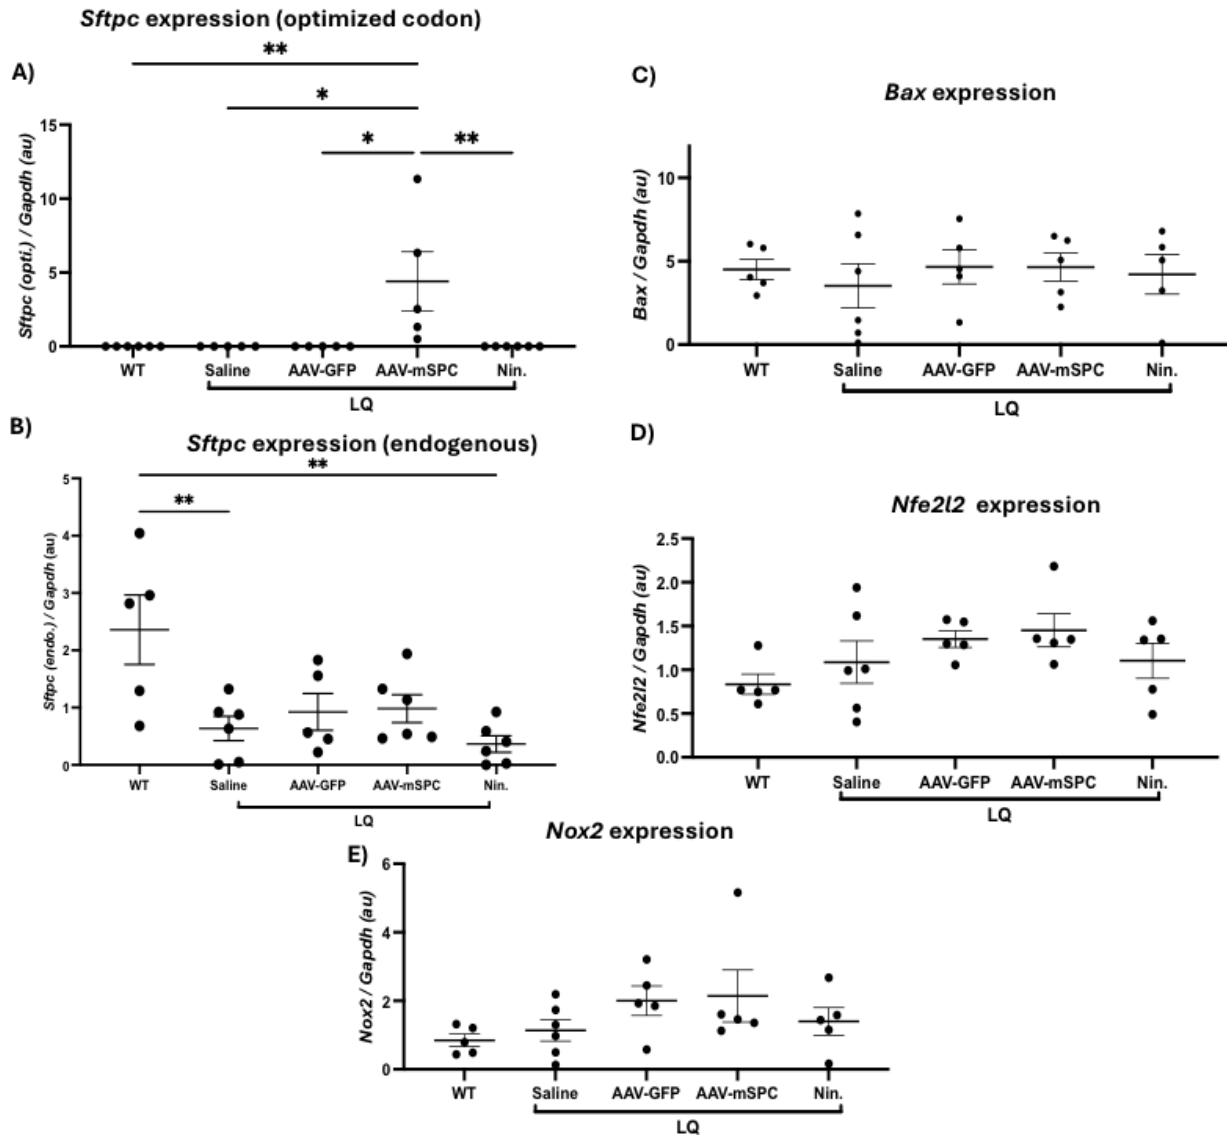 Sftpc expression (optimized codon)
A)
**
*
*
**
Sftpc (opti.) / Gapdh (au)
15
10
5
0
WT Saline AAV-GFP AAV-mSPC Nin.
LQ
B)
Sftpc expression (endogenous)
**
**
Sftpc (endo.) / Gapdh (au)
5
4
3
2
1
0
WT Saline AAV-GFP AAV-mSPC Nin.
LQ
C)
Bax expression
Bax / Gapdh (au)
10
5
0
WT Saline AAV-GFP AAV-mSPC Nin.
LQ
D)
Nfe2l2 expression
Nfe2l2 / Gapdh (au)
2.5
2.0
1.5
1.0
0.5
0.0
WT Saline AAV-GFP AAV-mSPC Nin.
LQ
Nox2 expression
E)
Nox2 / Gapdh (au)
6
4
2
0
WT Saline AAV-GFP AAV-mSPC Nin.
LQ